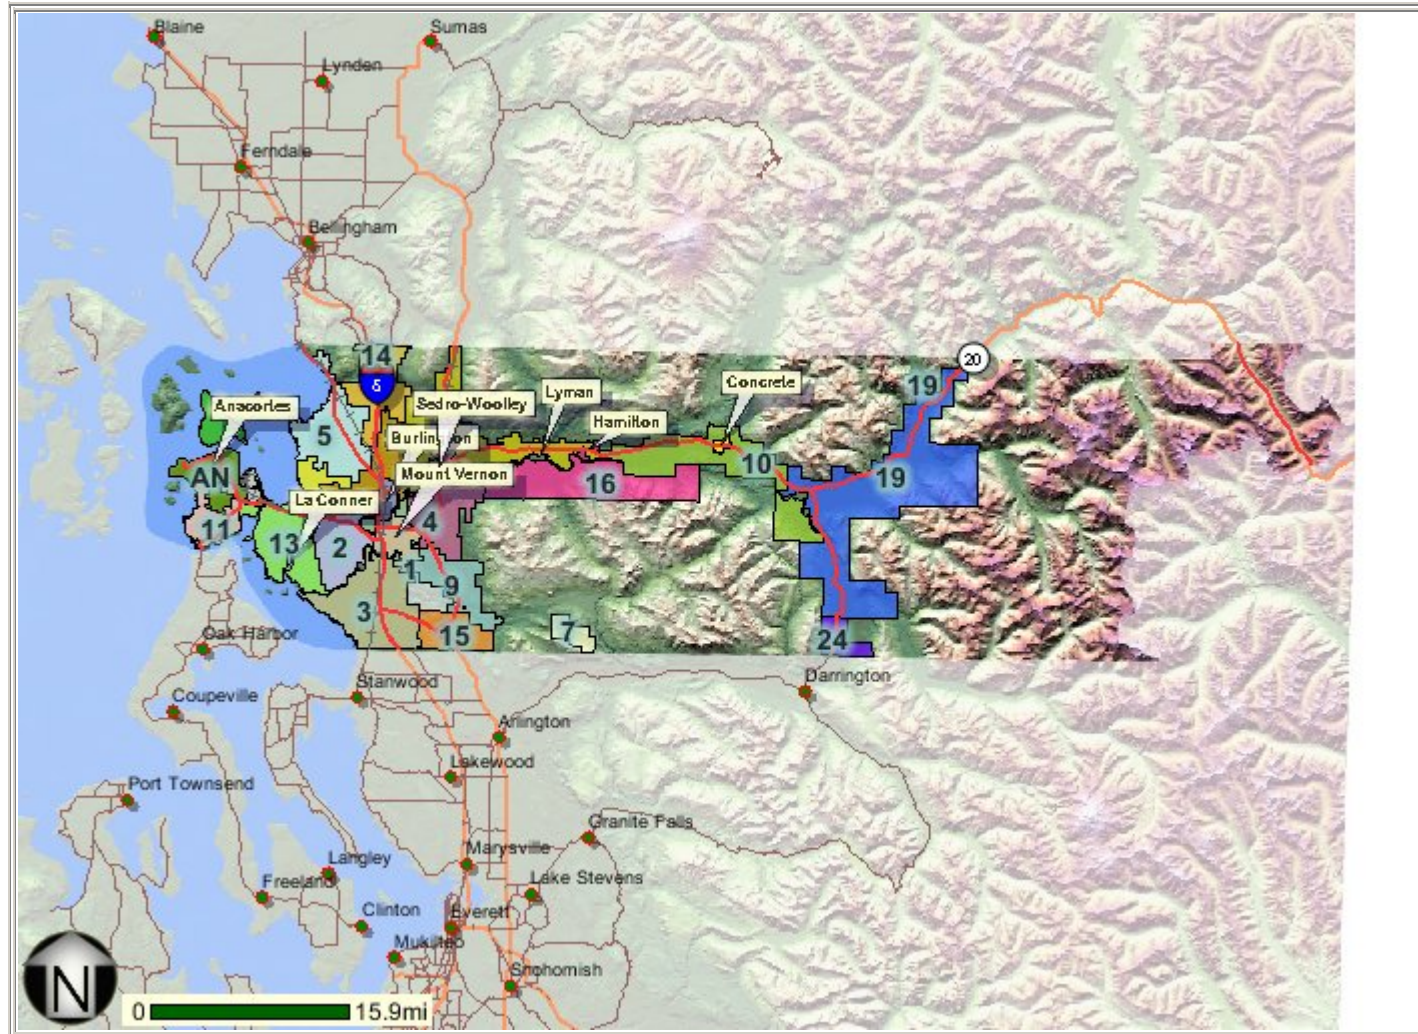 Blaine
Sumas
Lynden
Ferndale
Bellingham
14
5
20
19
Concrete
Lyman
Sedro-Woolley
Anacortes
Hamilton
5
Burlin on
10
Mount Vernon
AN
19
16
La Conner
11
4
13
2
1
9
3
7
15
24
Oak Harbor
Darrington
Stanwood
Coupeville
Arlington
Lakewood
Port Townsend
Granite Falls
Marysville
Langley
Lake Stevens
Freeland
Clinton
Everett
Mukilteo
Snohomish
N
0 15.9mi